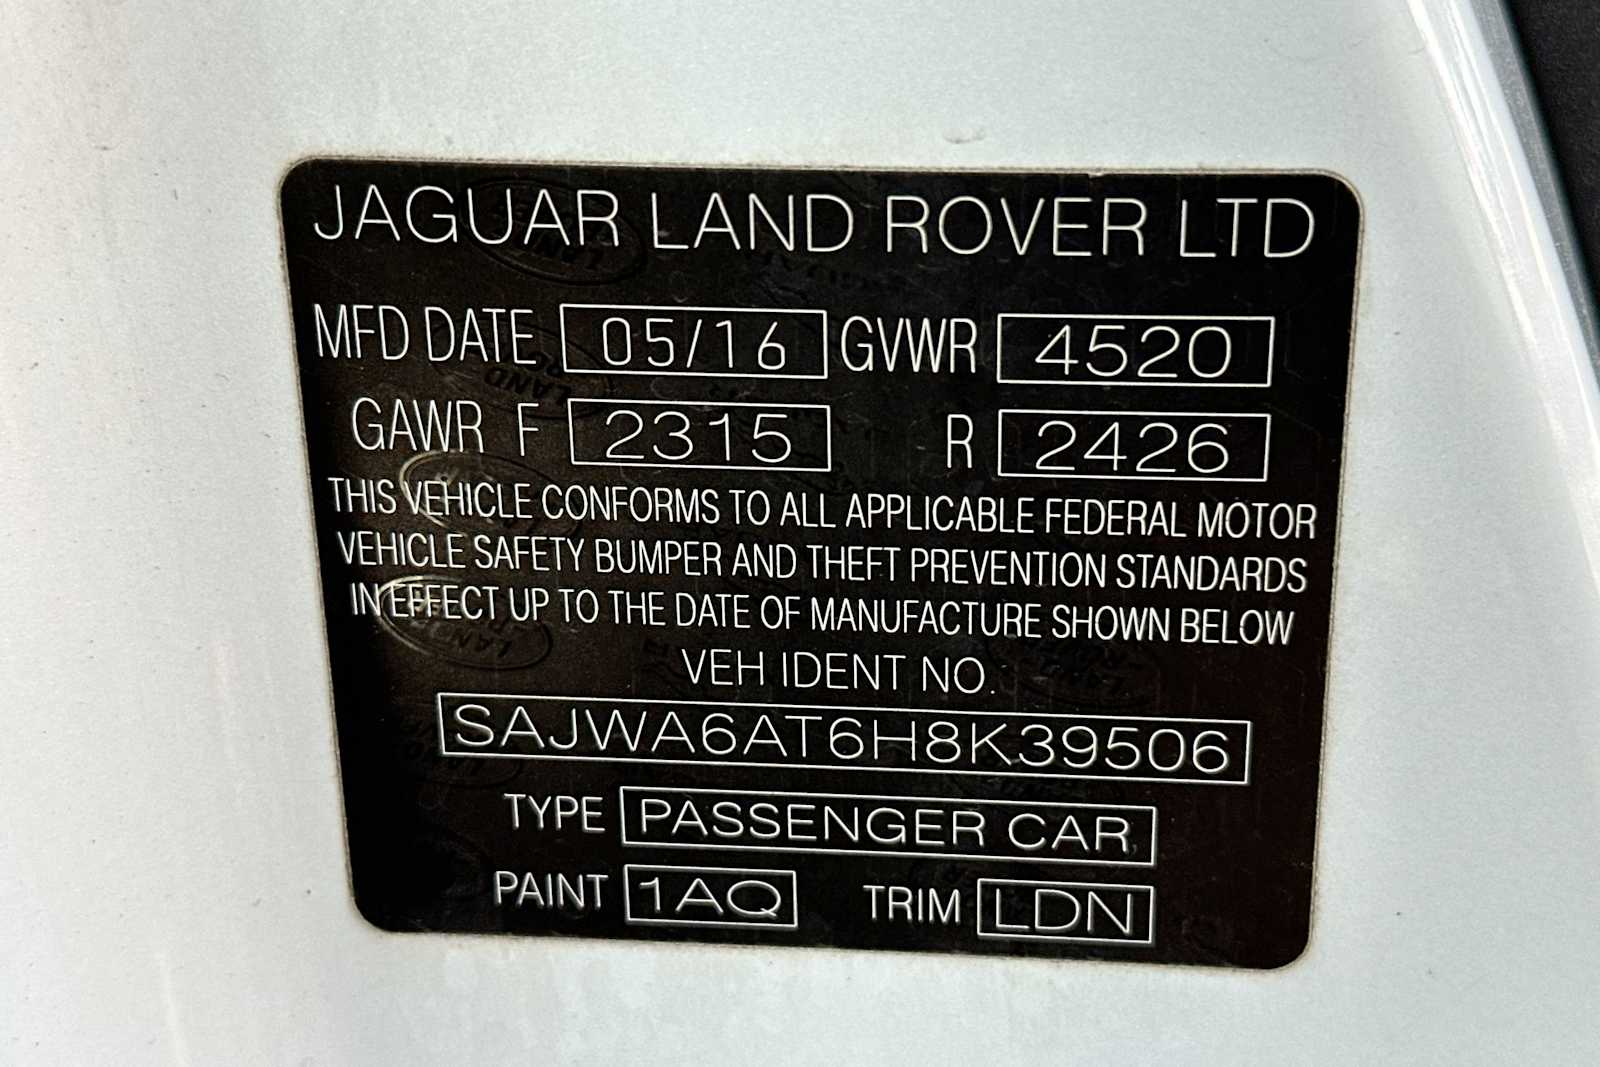 JAGUAR LAND ROVER LTD
MFD DATE 05/16 GVWR 4520
GAWR F 2315 R 2426
THIS VEHICLE CONFORMS TO ALL APPLICABLE FEDERAL MOTOR
VEHICLE SAFETY BUMPER AND THEFT PREVENTION STANDARDS
IN EFFECT UP TO THE DATE OF MANUFACTURE SHOWN BELOW
VEH IDENT NO.
SAJWA6AT6H8K39506
TYPE PASSENGER CAR
PAINT 1AQ TRIM LDN